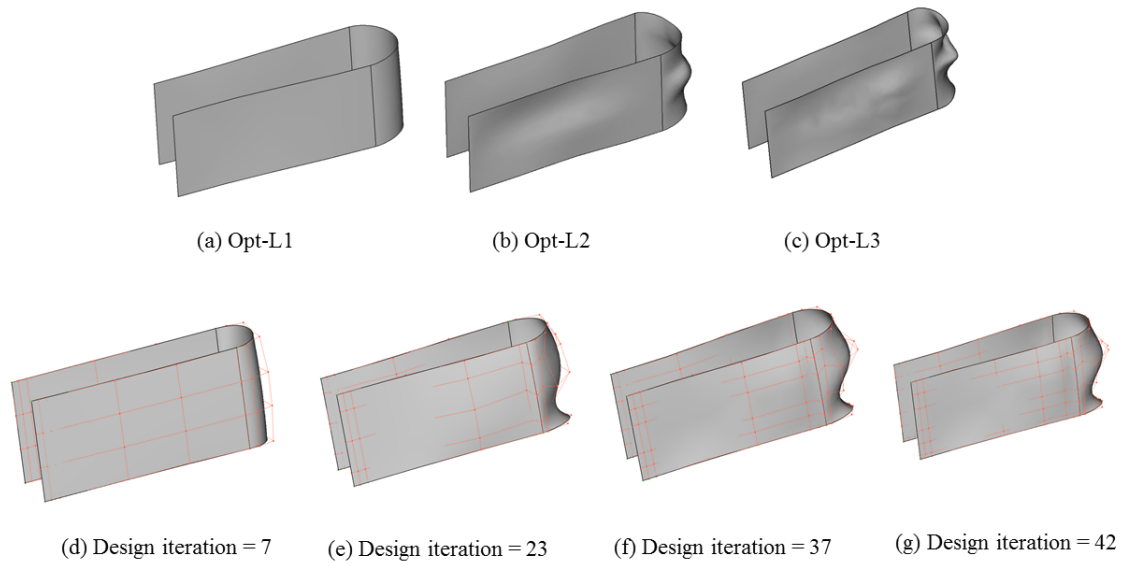 (a) Opt-L1
(b) Opt-L2
(c) Opt-L3
(d) Design iteration = 7
(e) Design iteration = 23
(f) Design iteration = 37
(g) Design iteration = 42